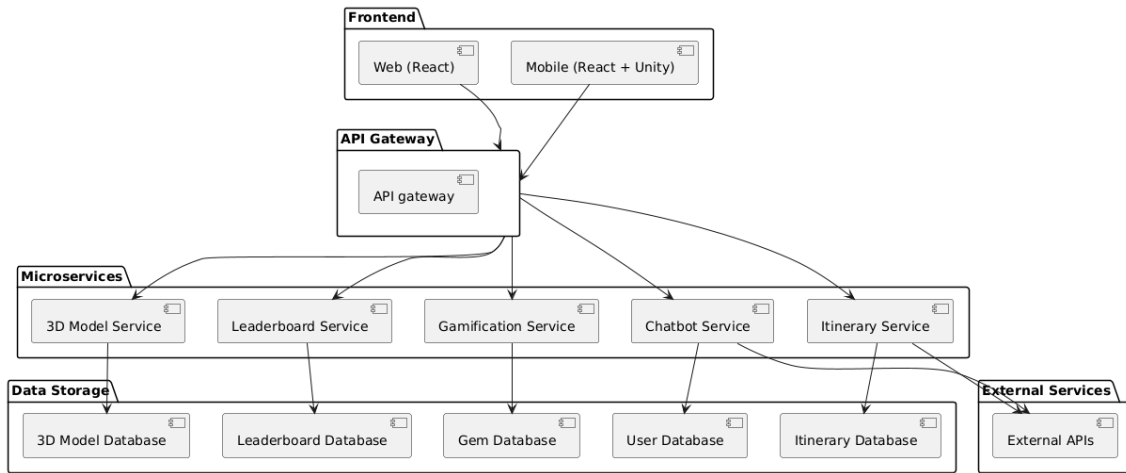 Frontend
Web (React)
Mobile (React + Unity)
API Gateway
API gateway
Microservices
3D Model Service
Leaderboard Service
Gamification Service
Chatbot Service
Itinerary Service
Data Storage
3D Model Database
Leaderboard Database
Gem Database
User Database
Itinerary Database
External Services
External APIs